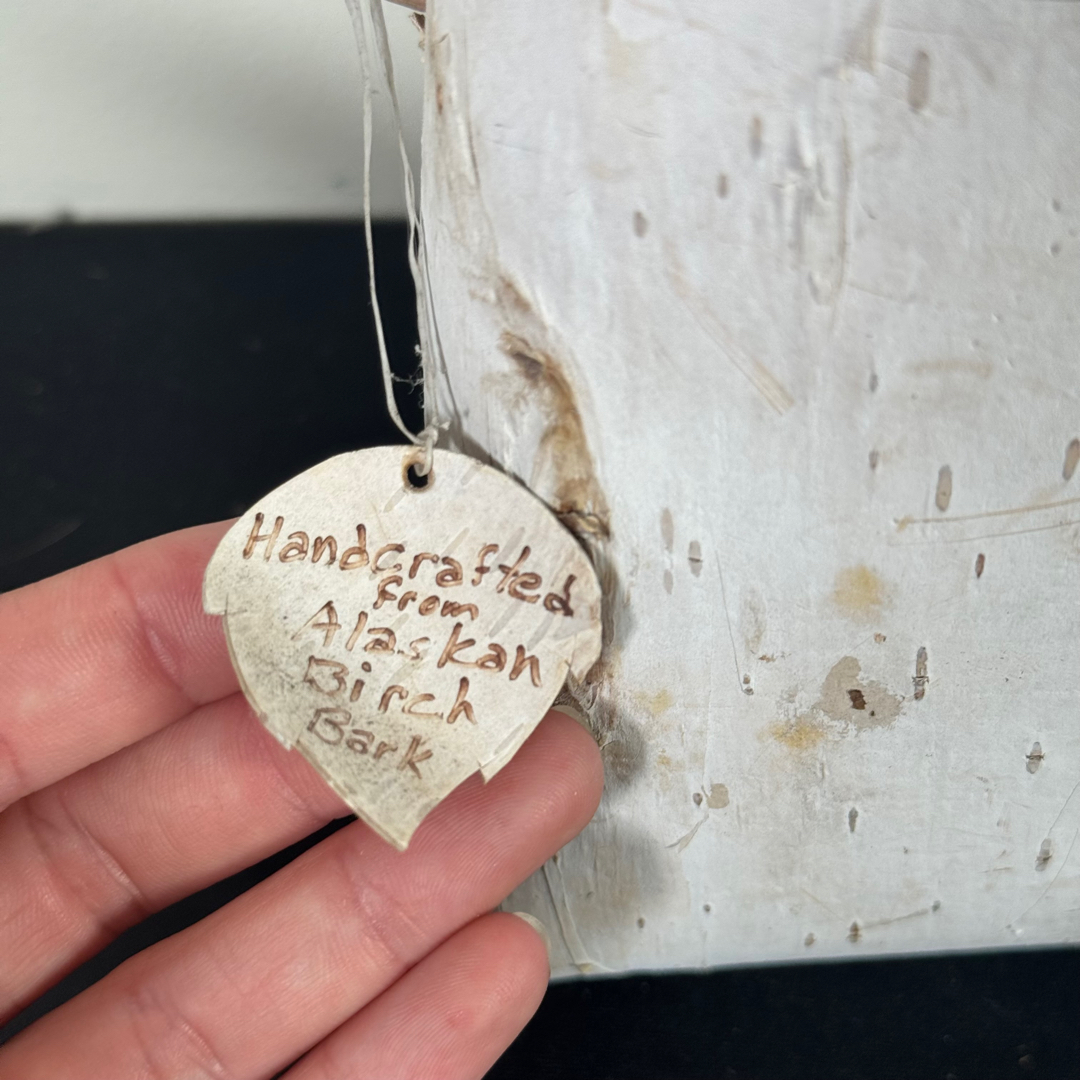 Handcrafted
from
Alaskan
Birch
Bark